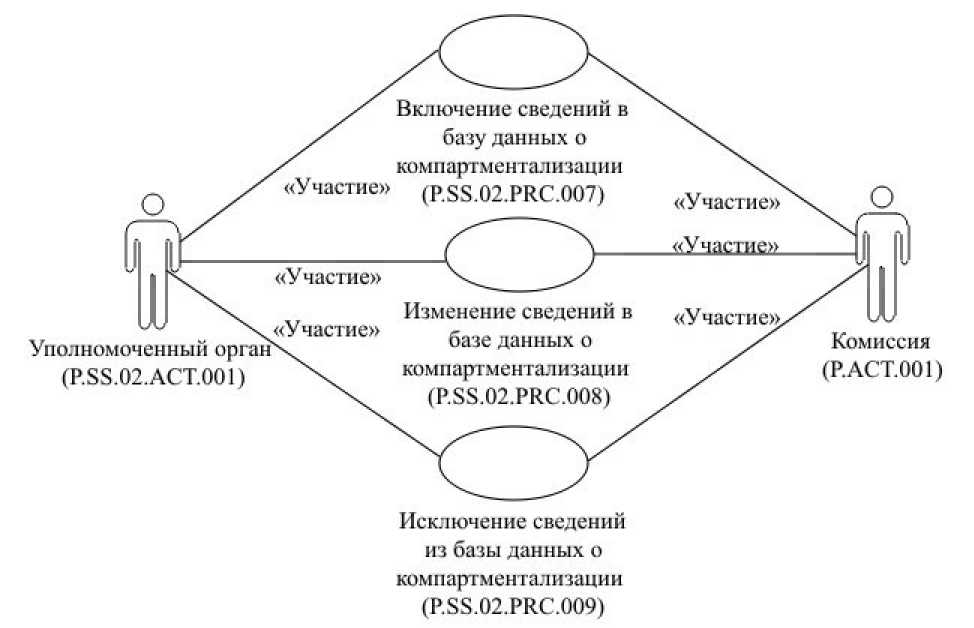 Включение сведений в
базу данных о
компартментализации
(P.SS.02.PRC.007)
«Участие»
«Участие»
«Участие»
«Участие»
Изменение сведений в
базе данных о
компартментализации
(P.SS.02.PRC.008)
«Участие»
«Участие»
Уполномоченный орган
(P.SS.02.ACT.001)
Комиссия
(P.ACT.001)
Исключение сведений
из базы данных о
компартментализации
(P.SS.02.PRC.009)